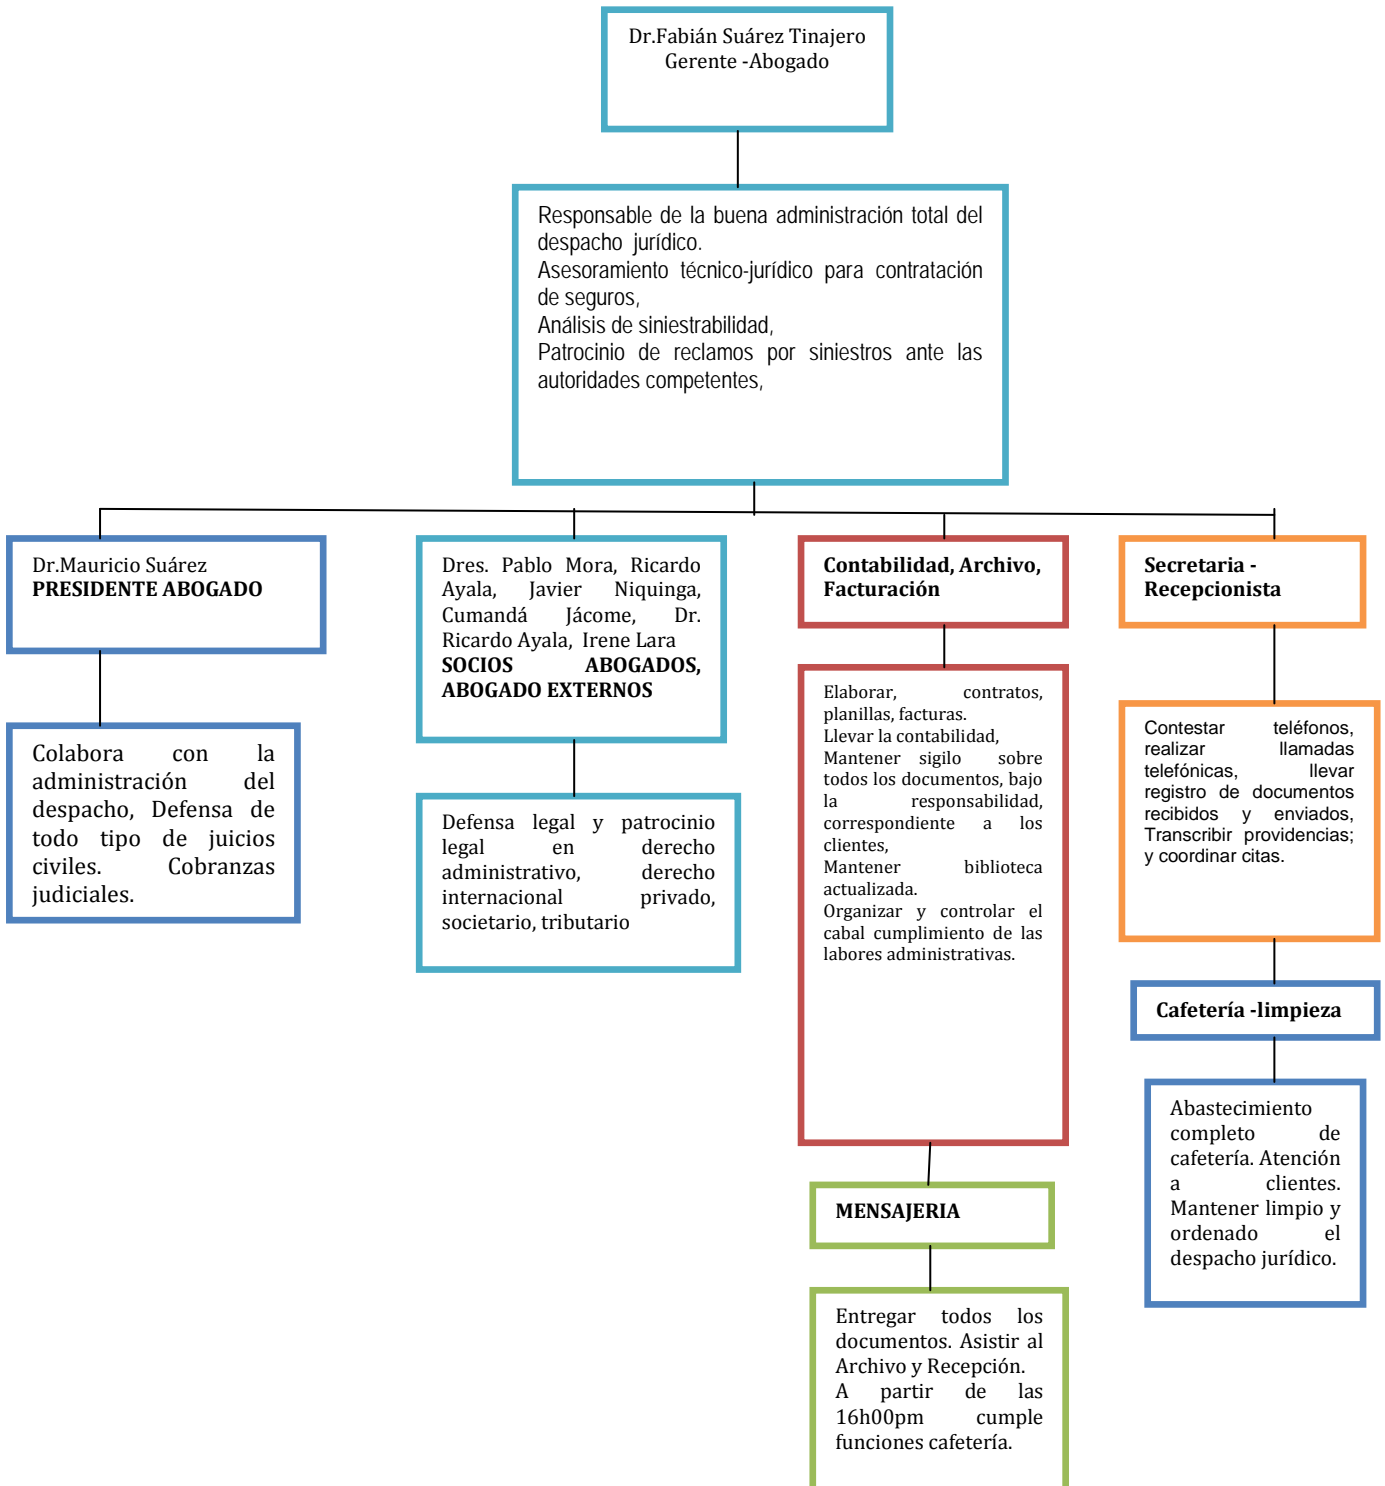 Dr.Fabián Suárez Tinajero
Gerente -Abogado
Responsable de la buena administración total del
despacho jurídico.
Asesoramiento técnico-jurídico para contratación
de seguros,
Análisis de siniestrabilidad,
Patrocinio de reclamos por siniestros ante las
autoridades competentes,
Dr.Mauricio Suárez
PRESIDENTE ABOGADO
Colabora con la
administración del
despacho, Defensa de
todo tipo de juicios
civiles. Cobranzas
judiciales.
Dres. Pablo Mora, Ricardo
Ayala, Javier Niquinga,
Cumandá Jácome, Dr.
Ricardo Ayala, Irene Lara
SOCIOS ABOGADOS,
ABOGADO EXTERNOS
Defensa legal y patrocinio
legal en derecho
administrativo, derecho
internacional privado,
societario, tributario
Contabilidad, Archivo,
Facturación
Elaborar, contratos,
planillas, facturas.
Llevar la contabilidad,
Mantener sigilo sobre
todos los documentos, bajo
la responsabilidad,
correspondiente a los
clientes,
Mantener biblioteca
actualizada.
Organizar y controlar el
cabal cumplimiento de las
labores administrativas.
MENSAJERIA
Entregar todos los
documentos. Asistir al
Archivo y Recepción.
A partir de las
16h00pm cumple
funciones cafetería.
Secretaria -
Recepcionista
Contestar teléfonos,
realizar llamadas
telefónicas, llevar
registro de documentos
recibidos y enviados,
Transcribir providencias;
y coordinar citas.
Cafetería -limpieza
Abastecimiento
completo de
cafetería. Atención
a clientes.
Mantener limpio y
ordenado el
despacho jurídico.